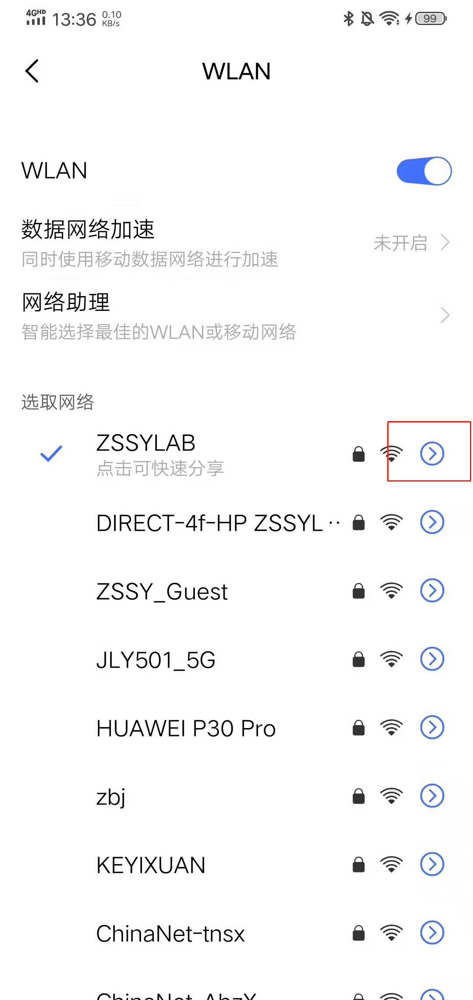 4GHD 13:36 0.10 KB/s 99
WLAN
WLAN
数据网络加速
同时使用移动数据网络进行加速
未开启
网络助理
智能选择最佳的WLAN或移动网络
选取网络
ZSSYLAB
点击可快速分享
DIRECT-4f-HP ZSSYL··
ZSSY_Guest
JLY501_5G
HUAWEI P30 Pro
zbj
KEYIXUAN
ChinaNet-tnsx
ChinaNet-AbzX